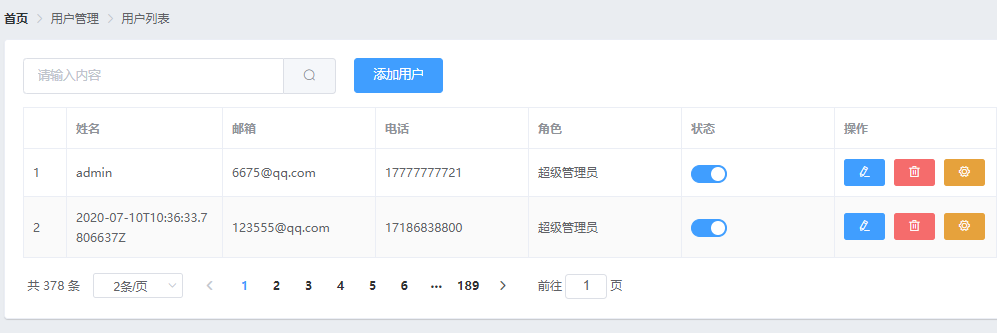 首页 > 用户管理 > 用户列表
请输入内容 添加用户
姓名 邮箱 电话 角色 状态 操作
1 admin 6675@qq.com 17777777721 超级管理员
2 2020-07-10T10:36:33.7
806637Z 123555@qq.com 17186838800 超级管理员
共 378 条 2条/页 < 1 2 3 4 5 6 ··· 189 > 前往 1 页